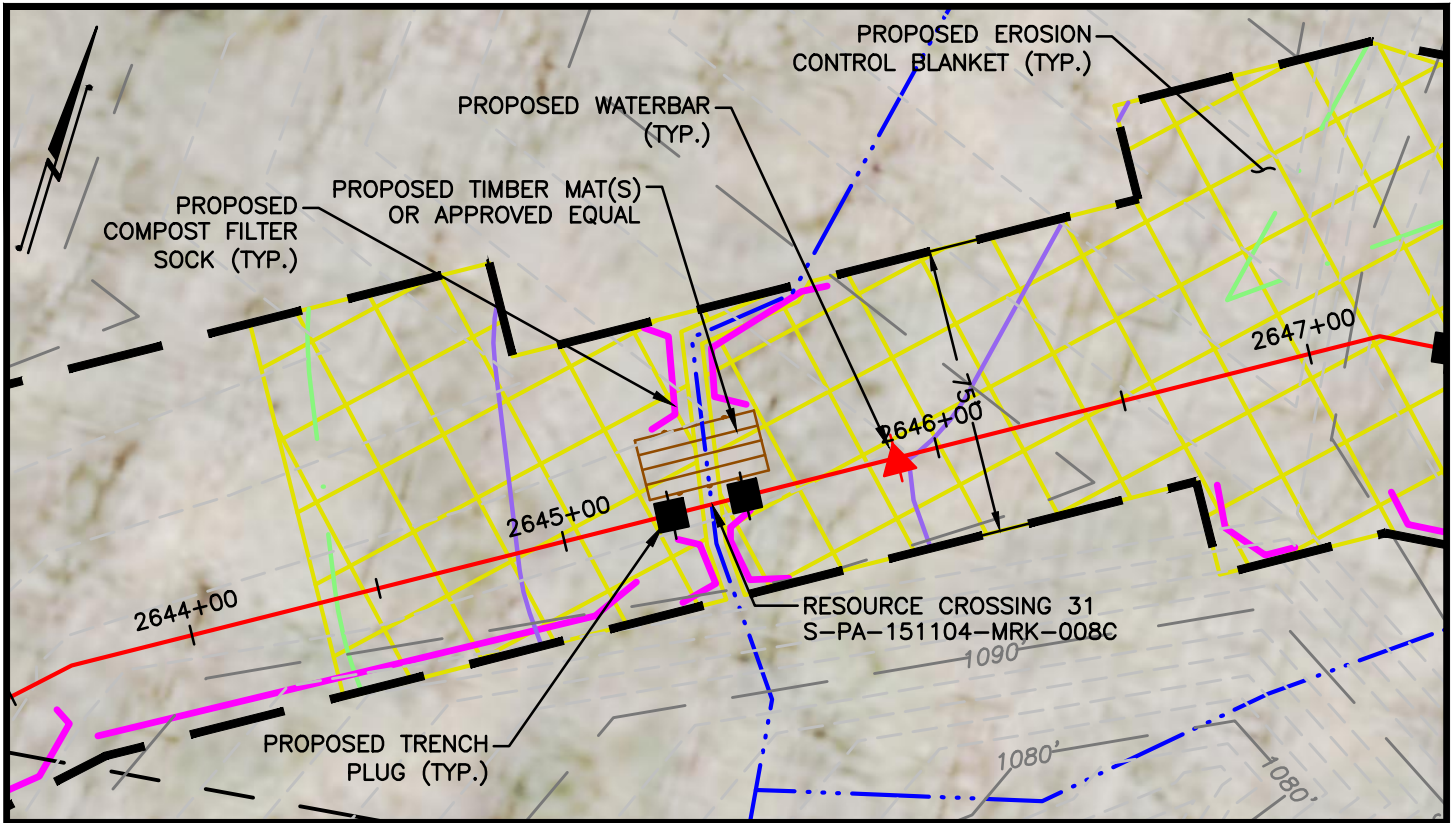 PROPOSED EROSION
CONTROL BLANKET (TYP.)
PROPOSED WATERBAR
(TYP.)
PROPOSED TIMBER MAT(S)
OR APPROVED EQUAL
PROPOSED
COMPOST FILTER
SOCK (TYP.)
2647+00
75'
2646+00
2645+00
2644+00
RESOURCE CROSSING 31
S-PA-151104-MRK-008C
1090'
PROPOSED TRENCH
PLUG (TYP.)
1080'
1080'